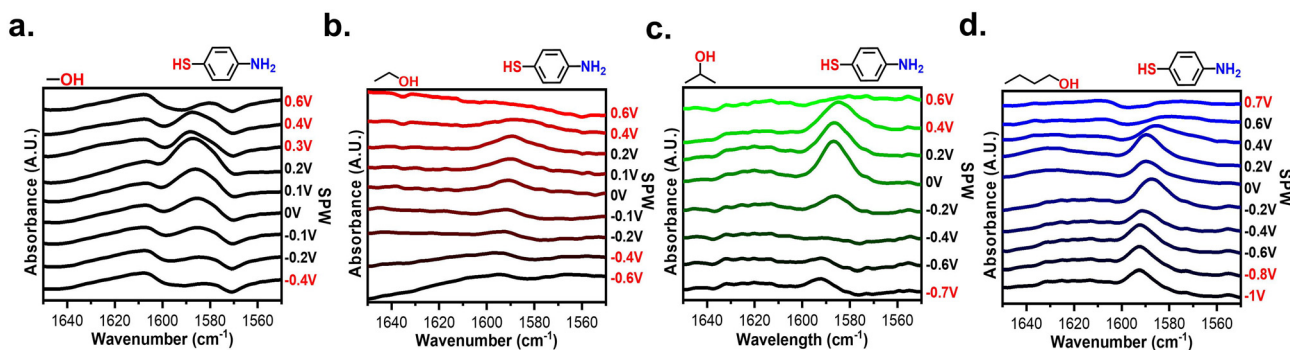 a.
OH
HS
NH2
Absorbance (A.U.)
0.6V
0.4V
0.3V
0.2V
0.1V
0V
-0.1V
-0.2V
-0.4V
SPW
1640 1620 1600 1580 1560
Wavenumber (cm-1)
b.
OH
HS
NH2
Absorbance (A.U.)
0.6V
0.4V
0.2V
0.1V
0V
-0.1V
-0.2V
-0.4V
-0.6V
SPW
1640 1620 1600 1580 1560
Wavenumber (cm-1)
c.
OH
HS
NH2
Absorbance (A.U.)
0.6V
0.4V
0.2V
0V
-0.2V
-0.4V
-0.6V
-0.7V
SPW
1640 1620 1600 1580 1560
Wavelength (cm-1)
d.
OH
HS
NH2
Absorbance (A.U.)
0.7V
0.6V
0.4V
0.2V
0V
-0.2V
-0.4V
-0.6V
-0.8V
-1V
SPW
1640 1620 1600 1580 1560
Wavenumber (cm-1)